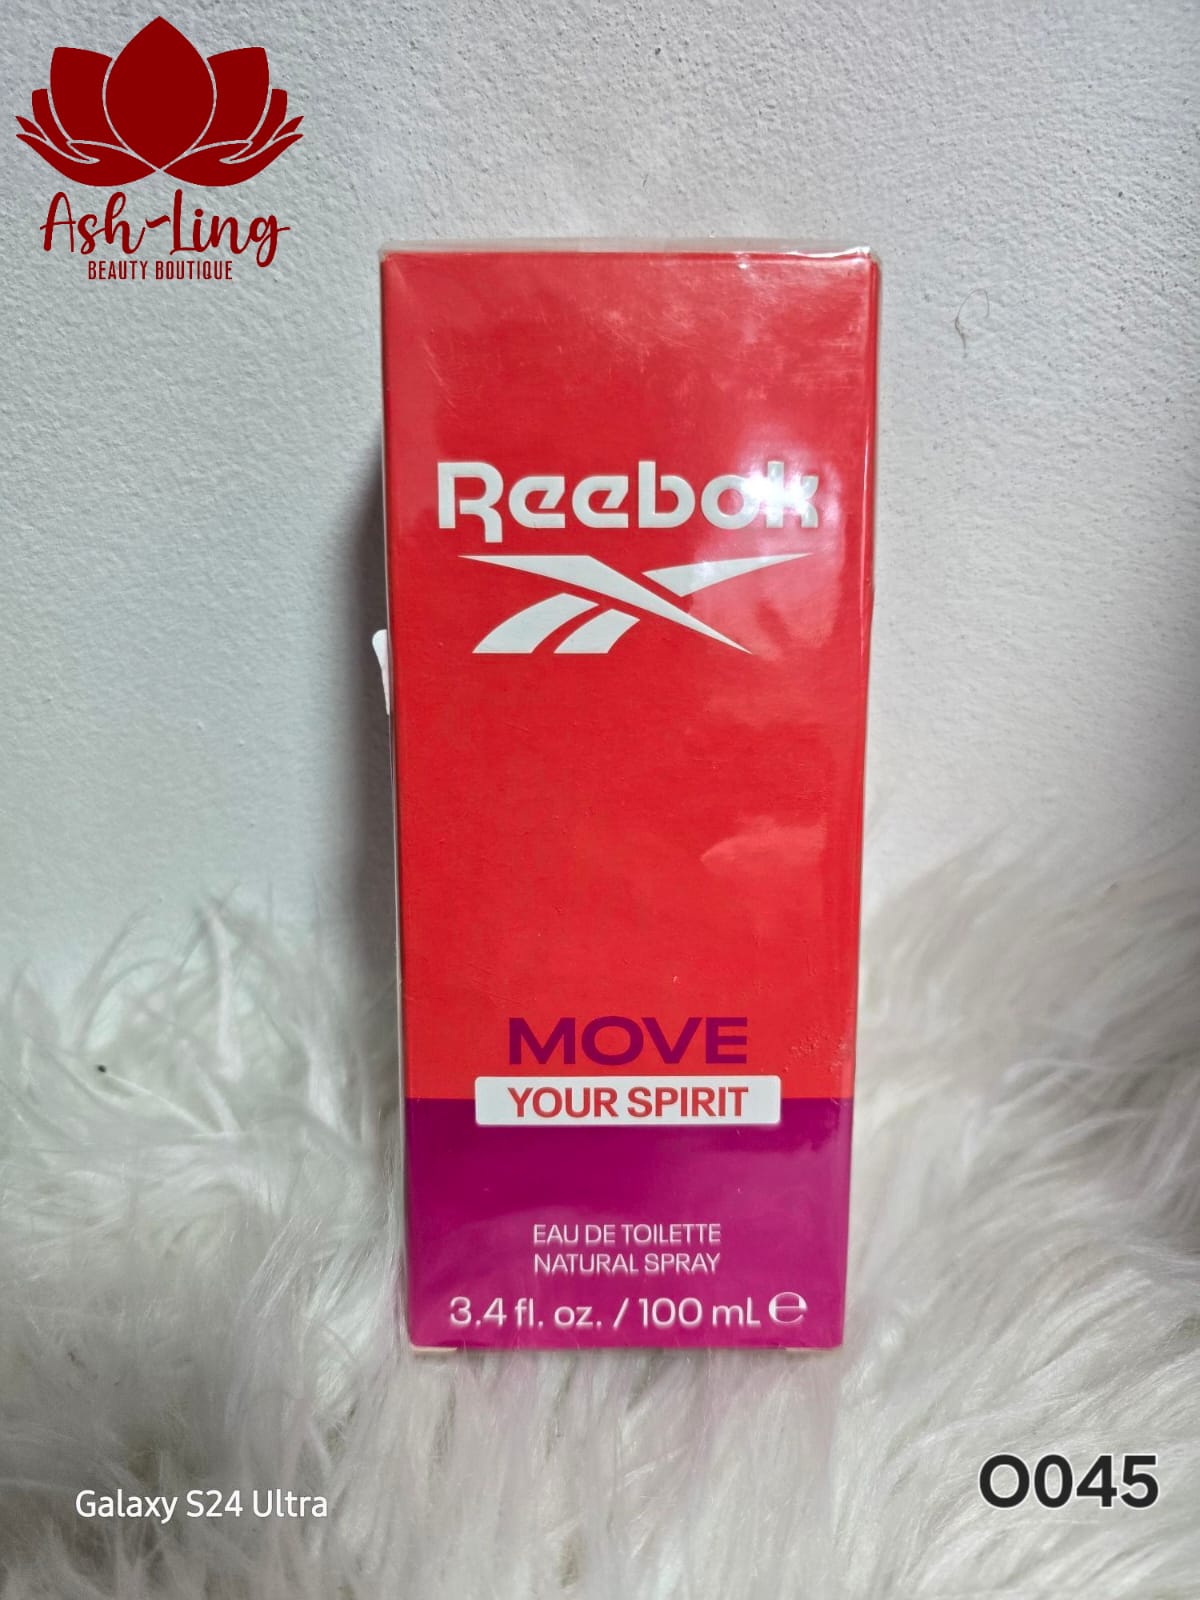 Ash-Ling
BEAUTY BOUTIQUE
Reebok
MOVE
YOUR SPIRIT
EAU DE TOILETTE
NATURAL SPRAY
3.4 fl. oz. / 100 mL ℮
Galaxy S24 Ultra
O045